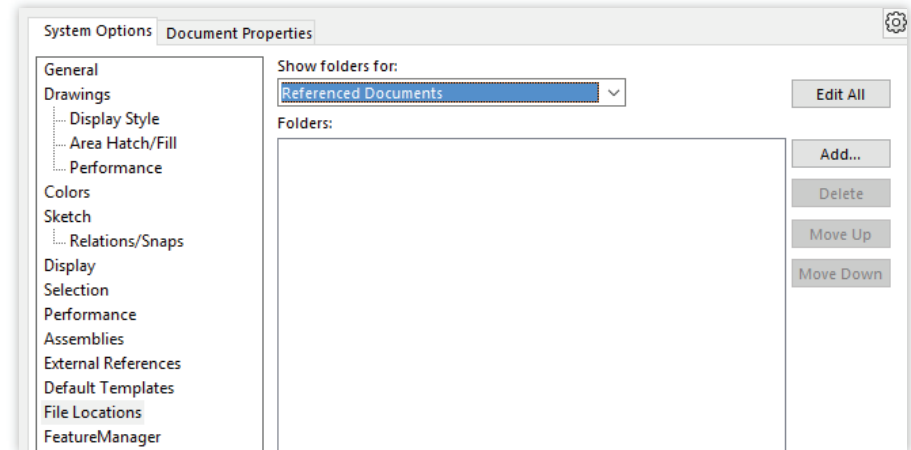 System Options
Document Properties
General
Drawings
Display Style
Area Hatch/Fill
Performance
Colors
Sketch
Relations/Snaps
Display
Selection
Performance
Assemblies
External References
Default Templates
File Locations
FeatureManager
Show folders for:
Referenced Documents
Edit All
Folders:
Add...
Delete
Move Up
Move Down